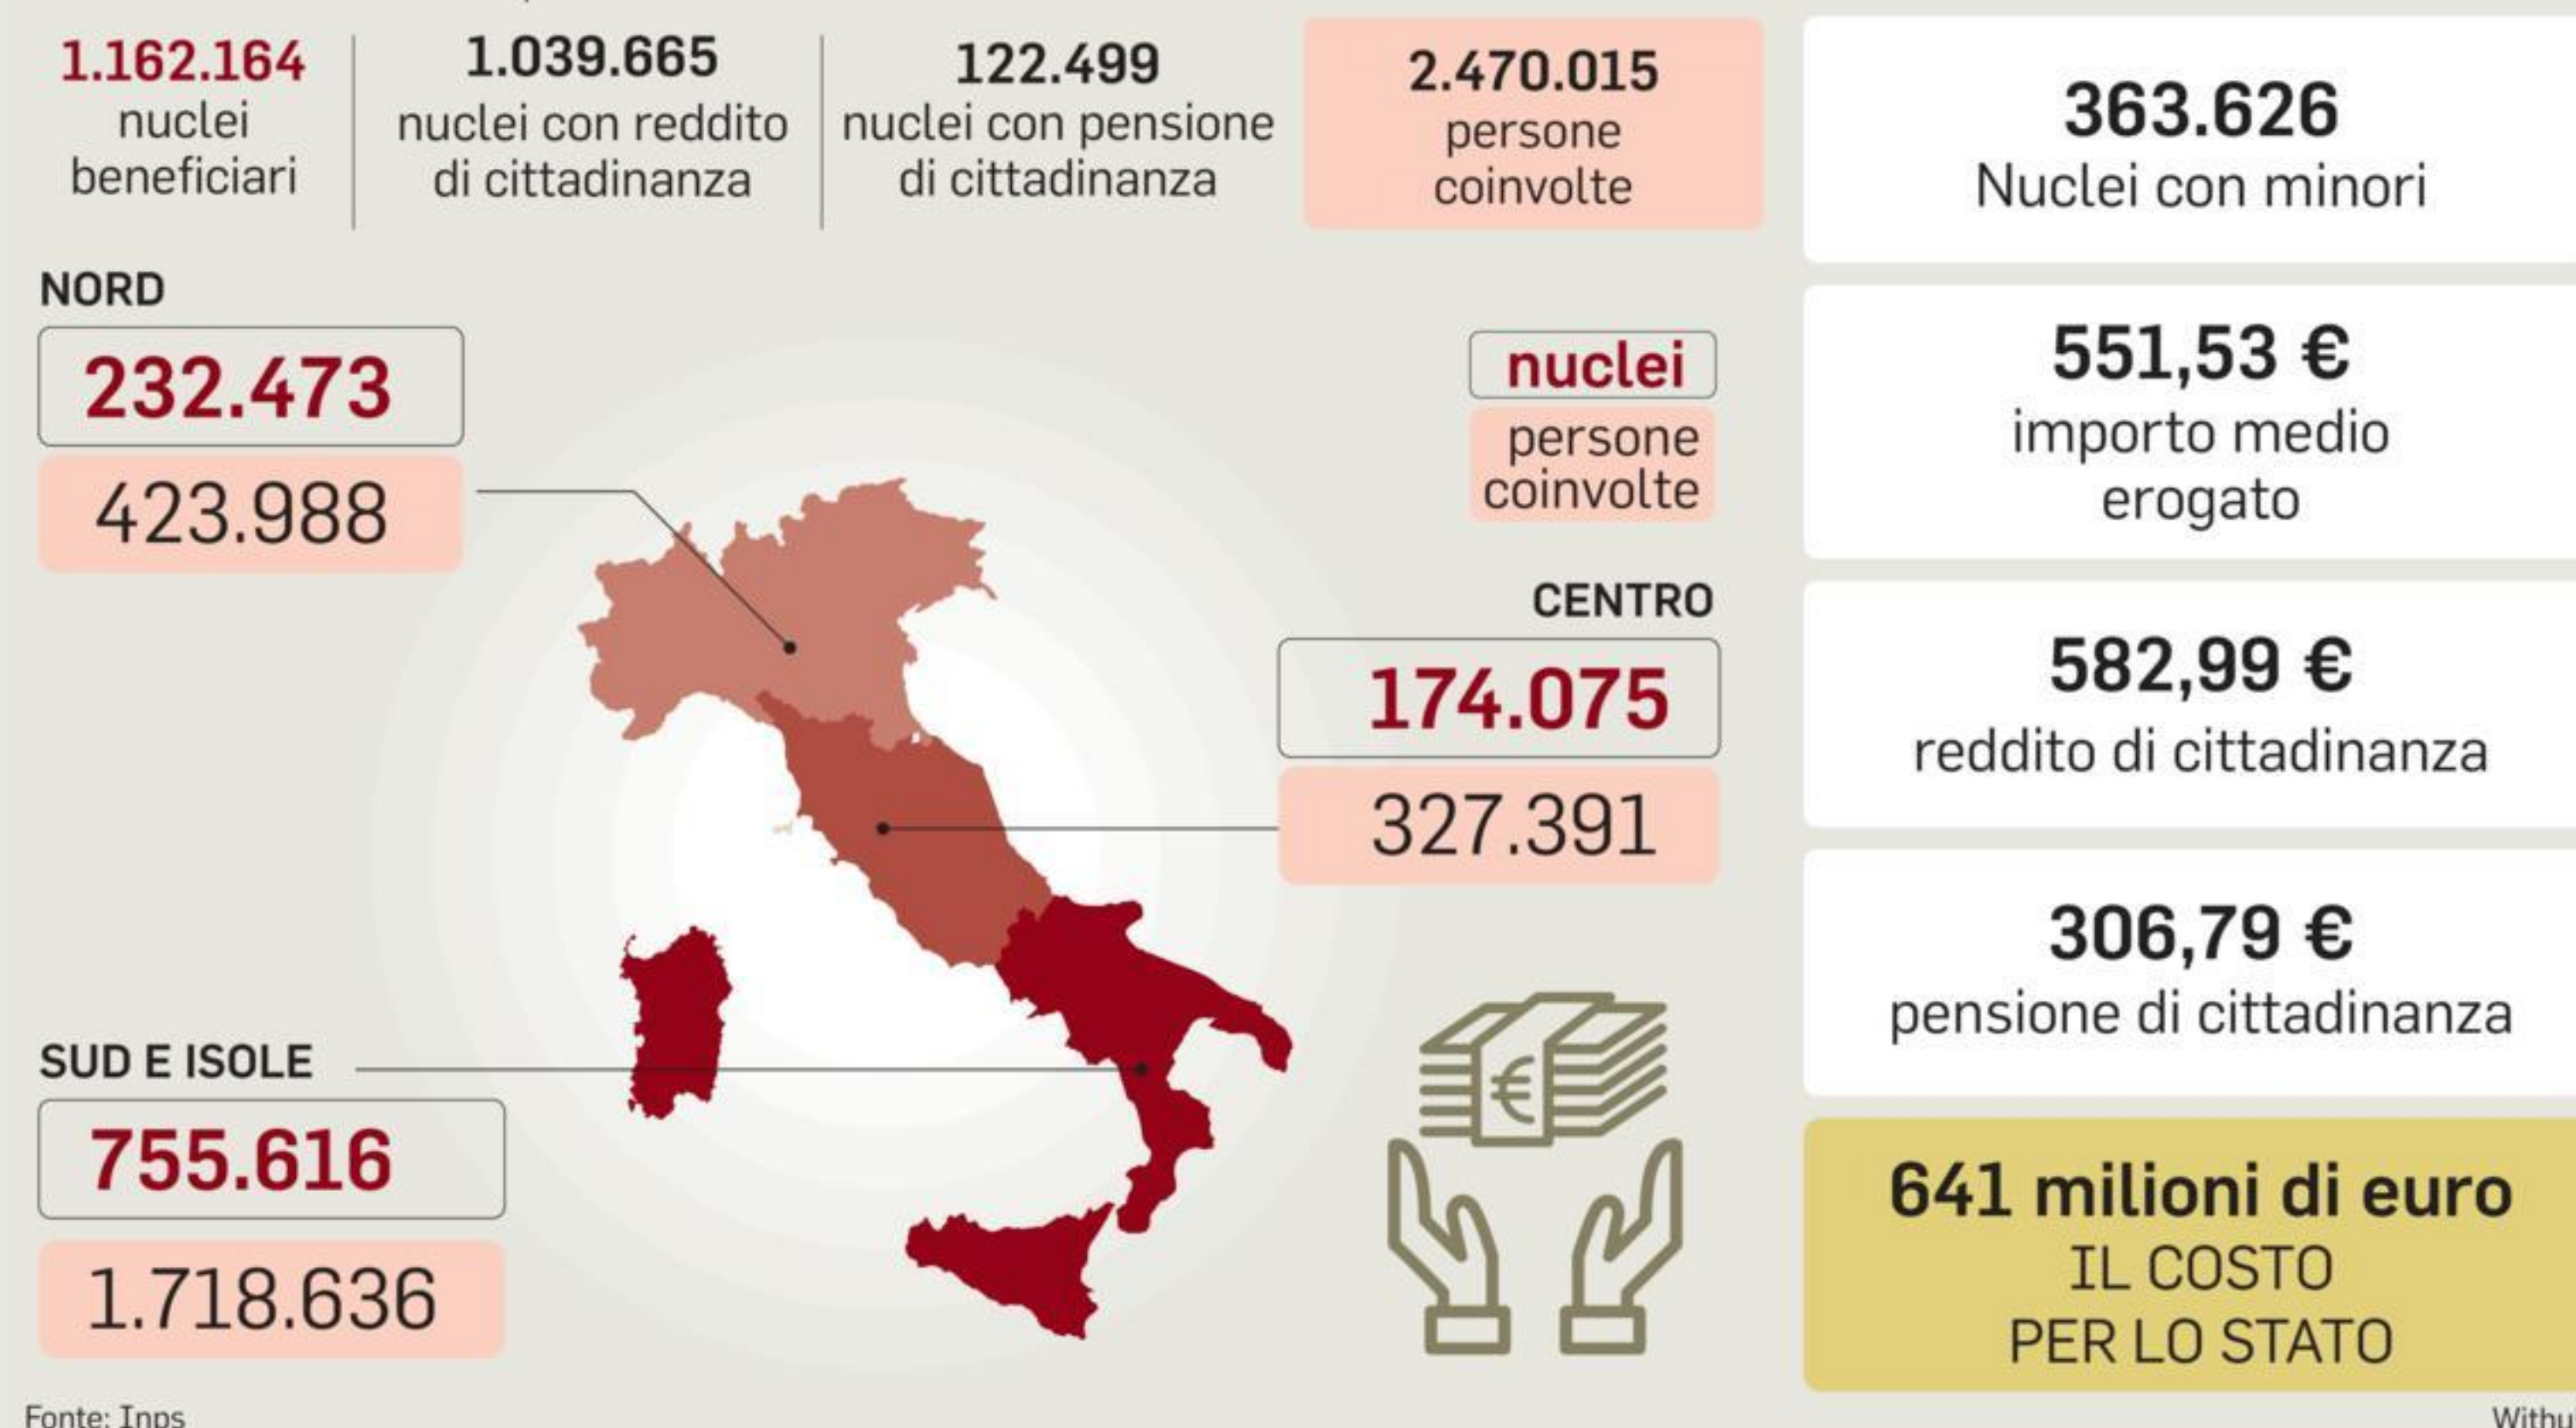 1.162.164
nuclei
beneficiari
1.039.665
nuclei con reddito
di cittadinanza
122.499
nuclei con pensione
di cittadinanza
2.470.015
persone
coinvolte
363.626
Nuclei con minori
NORD
232.473
423.988
nuclei
persone
coinvolte
551,53 €
importo medio
erogato
CENTRO
174.075
327.391
582,99 €
reddito di cittadinanza
306,79 €
pensione di cittadinanza
SUD E ISOLE
755.616
1.718.636
€
641 milioni di euro
IL COSTO
PER LO STATO
Fonte: Inps
Withu